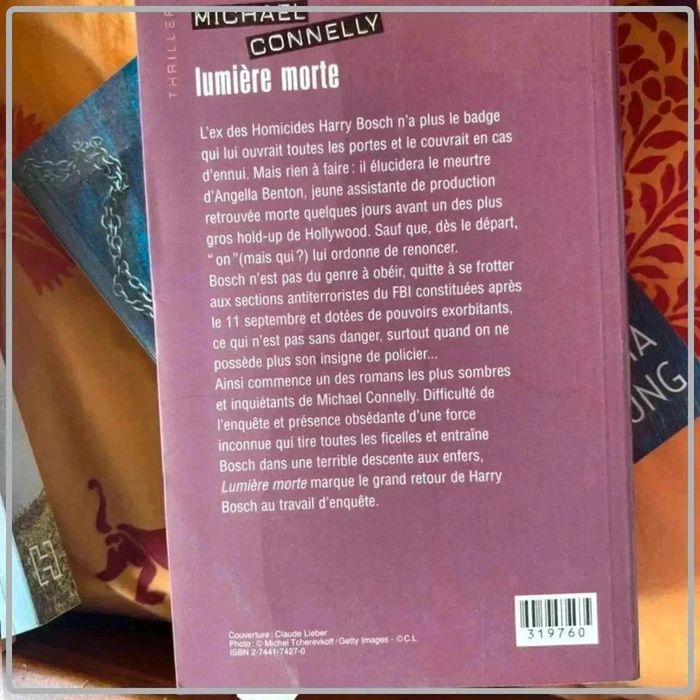 THRILLER
MICHAEL
CONNELLY
lumière morte
L'ex des Homicides Harry Bosch n'a plus le badge
qui lui ouvrait toutes les portes et le couvrait en cas
d'ennui. Mais rien à faire : il élucidera le meurtre
d'Angella Benton, jeune assistante de production
retrouvée morte quelques jours avant un des plus
gros hold-up de Hollywood. Sauf que, dès le départ,
"on"(mais qui?) lui ordonne de renoncer.
Bosch n'est pas du genre à obéir, quitte à se frotter
aux sections antiterroristes du FBI constituées après
le 11 septembre et dotées de pouvoirs exorbitants,
ce qui n'est pas sans danger, surtout quand on ne
possède plus son insigne de policier...
Ainsi commence un des romans les plus sombres
et inquiétants de Michael Connelly. Difficulté de
l'enquête et présence obsédante d'une force
inconnue qui tire toutes les ficelles et entraîne
Bosch dans une terrible descente aux enfers,
Lumière morte marque le grand retour de Harry
Bosch au travail d'enquête.
Couverture : Claude Lieber
Photo : © Michel Tcherevkoff / Getty Images - © C.L
ISBN 2-7441-7427-0
319760